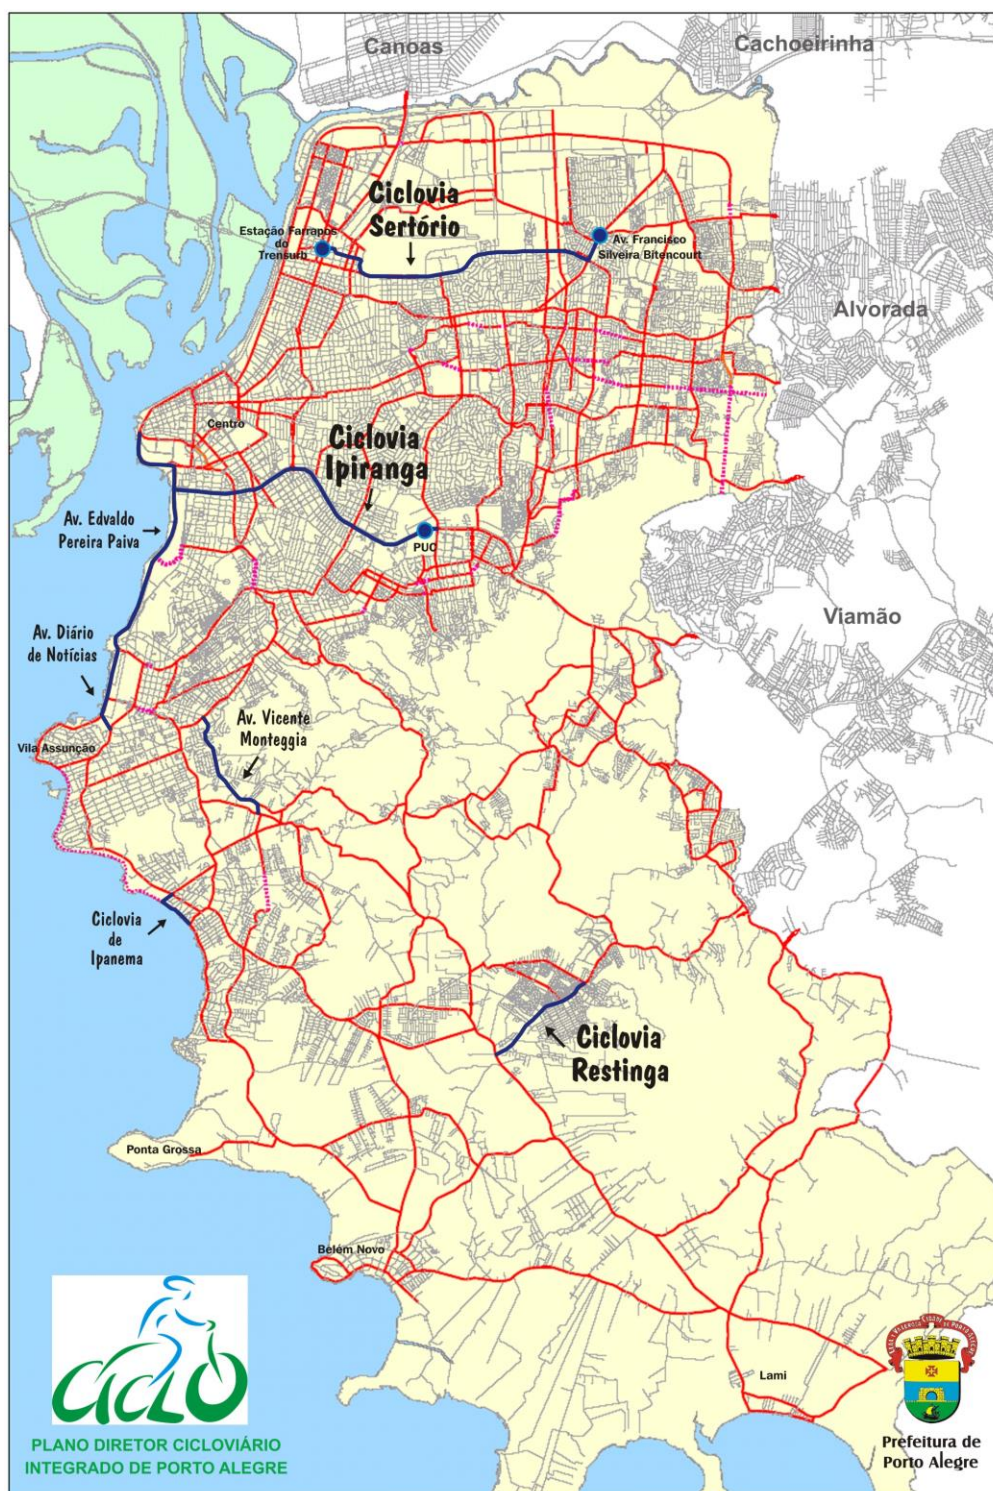 Canoas
Cachoeirinha
Ciclovia
Sertório
Estação Farrapos
do
Trensurb
Av. Francisco
Silveira Bitencourt
Alvorada
Centro
Ciclovia
Ipiranga
Av. Edvaldo
Pereira Paiva
PUC
Viamão
Av. Diário
de Notícias
Av. Vicente
Monteggia
Vila Assunção
Ciclovia
de
Ipanema
Ciclovia
Restinga
Ponta Grossa
Belém Novo
Lami
CICLO
PLANO DIRETOR CICLOVIÁRIO
INTEGRADO DE PORTO ALEGRE
Prefeitura de
Porto Alegre